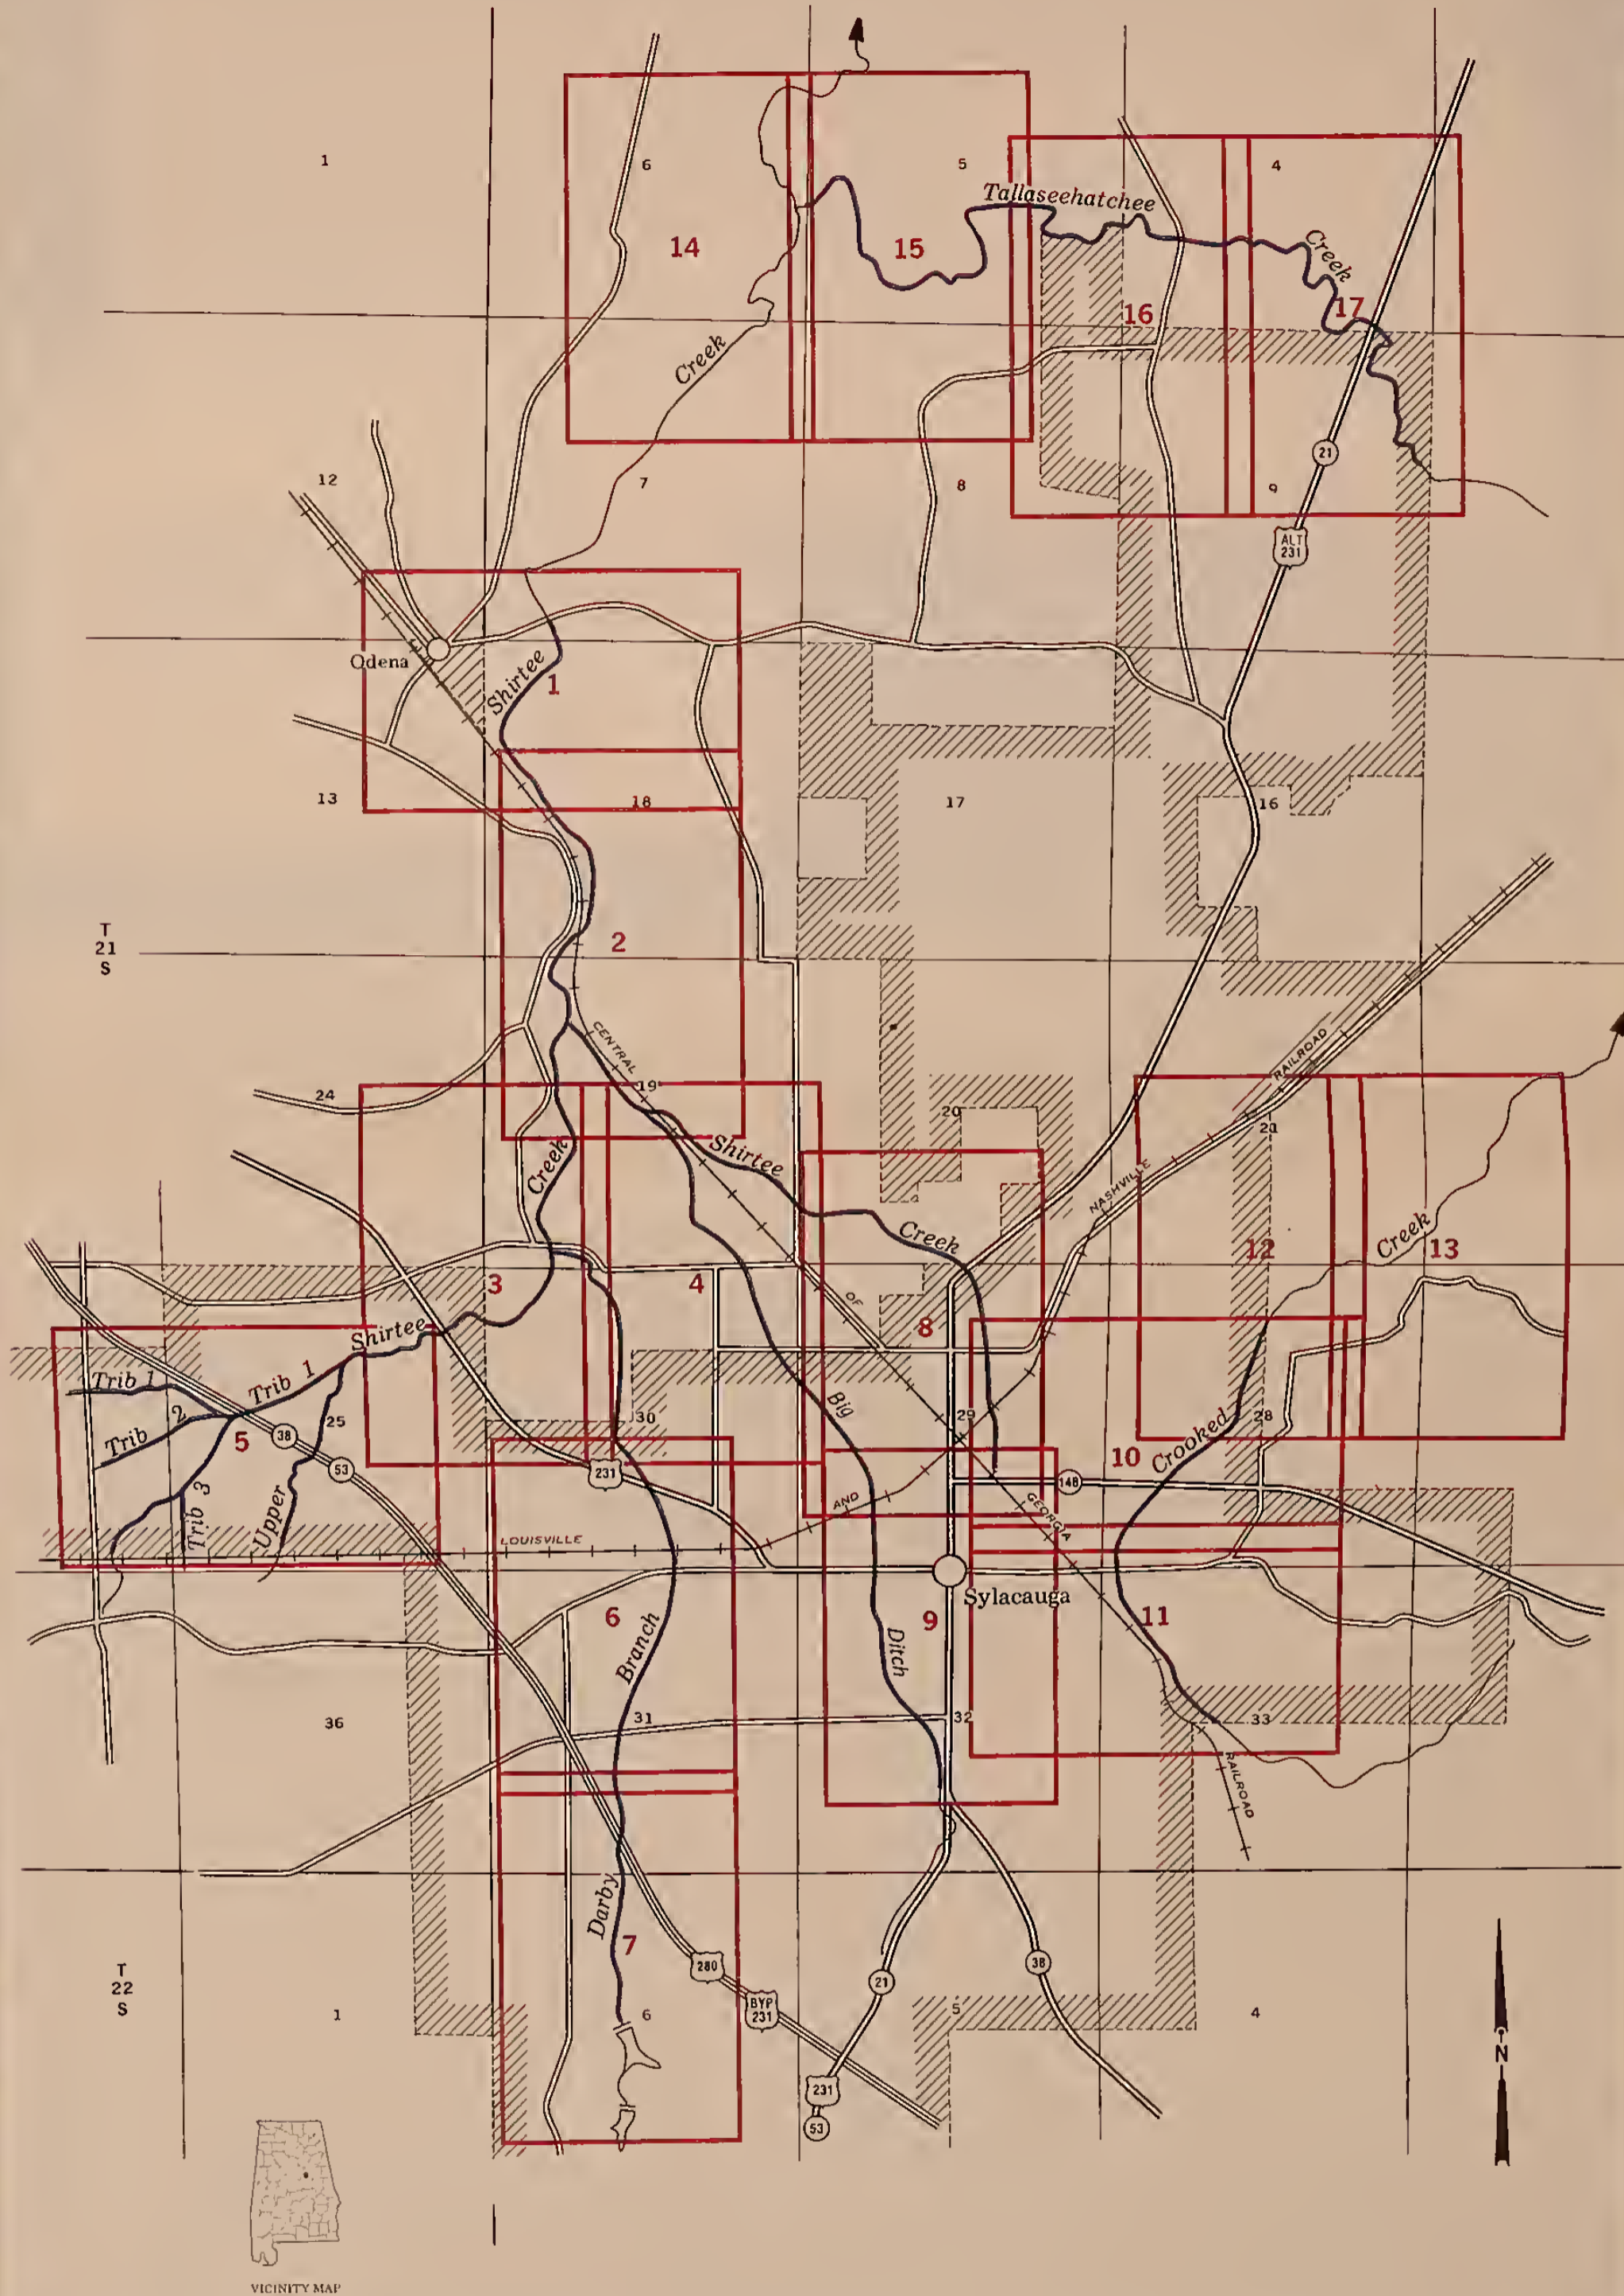 1
6
5
4
Tallaseehatchee
Creek
14
15
16
17
Creek
21
12
7
8
9
ALT
231
Odena
Shirtee
1
13
18
17
16
2
T
21
S
CENTRAL
RAILROAD
24
19
20
21
Shirtee
Creek
NASHVILLE
Creek
Creek
12
13
3
4
OF
8
Shirtee
Trib 1
Trib 1
Trib 2
5
38
25
Big
30
29
28
53
231
10
Crooked
148
Trib 3
Upper
AND
GEORGIA
LOUISVILLE
Sylacauga
6
9
11
Branch
Ditch
36
31
32
33
RAILROAD
Darby
7
T
22
S
280
BYP
231
21
38
1
6
5
4
N
231
53
VICINITY MAP